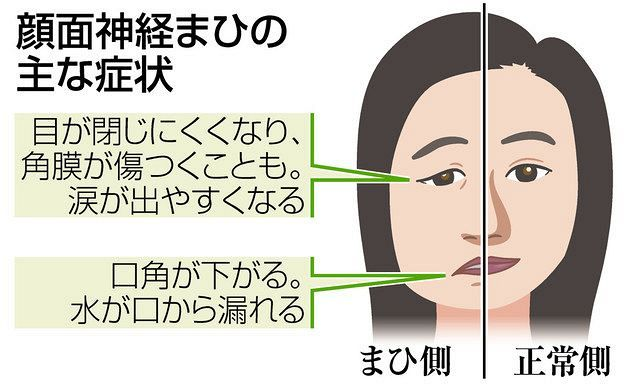 顔面神経まひの
主な症状
目が閉じにくくなり、
角膜が傷つくことも。
涙が出やすくなる
口角が下がる。
水が口から漏れる
まひ側
正常側